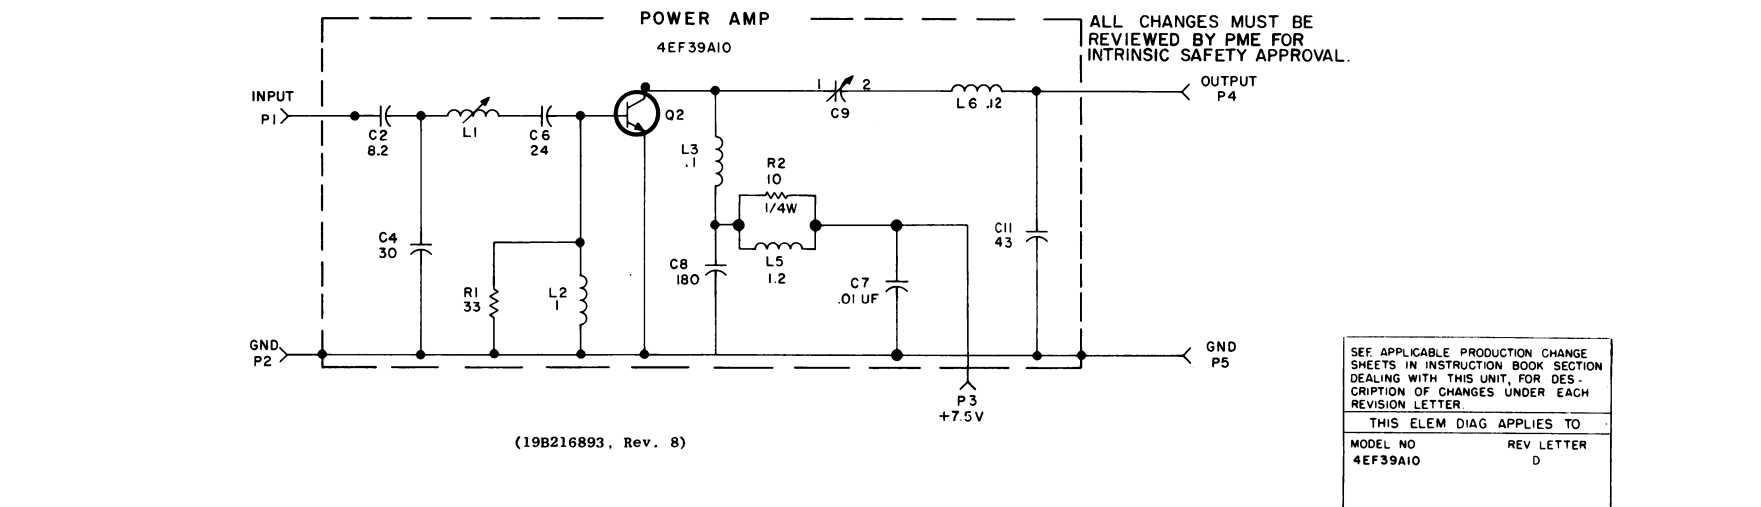 POWER AMP
4EF39A10
ALL CHANGES MUST BE
REVIEWED BY PME FOR
INTRINSIC SAFETY APPROVAL.
INPUT
P1
C2
8.2
L1
C6
24
Q2
1
2
C9
L6 .12
OUTPUT
P4
L3
.1
R2
10
1/4W
C4
30
R1
33
L2
1
C8
180
L5
1.2
C7
.01 UF
C11
43
GND
P2
GND
P5
P3
+7.5V
(19B216893, Rev. 8)
SEE APPLICABLE PRODUCTION CHANGE
SHEETS IN INSTRUCTION BOOK SECTION
DEALING WITH THIS UNIT, FOR DES-
CRIPTION OF CHANGES UNDER EACH
REVISION LETTER.
THIS ELEM DIAG APPLIES TO
MODEL NO REV LETTER
4EF39A10 D